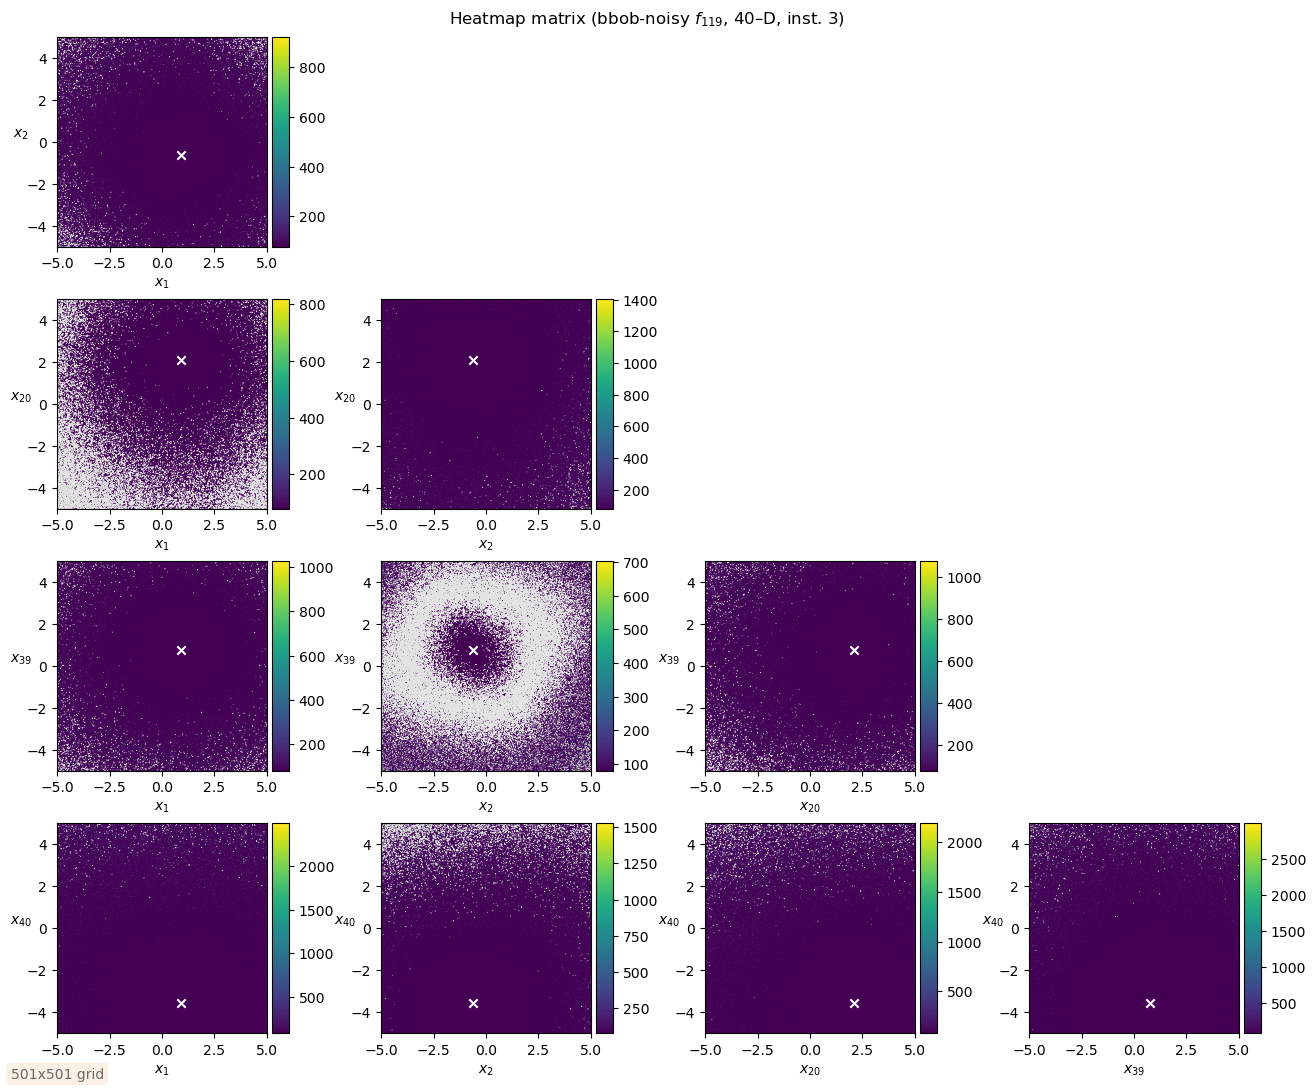 Heatmap matrix (bbob-noisy f119, 40–D, inst. 3)
4 2 0 −2 −4
x2
800 600 400 200
−5.0 −2.5 0.0 2.5 5.0
x1
4 2 0 −2 −4
x20
800 600 400 200
−5.0 −2.5 0.0 2.5 5.0
x1
4 2 0 −2 −4
x20
1400 1200 1000 800 600 400 200
−5.0 −2.5 0.0 2.5 5.0
x2
4 2 0 −2 −4
x39
1000 800 600 400 200
−5.0 −2.5 0.0 2.5 5.0
x1
4 2 0 −2 −4
x39
700 600 500 400 300 200 100
−5.0 −2.5 0.0 2.5 5.0
x2
4 2 0 −2 −4
x39
1000 800 600 400 200
−5.0 −2.5 0.0 2.5 5.0
x20
4 2 0 −2 −4
x40
2000 1500 1000 500
−5.0 −2.5 0.0 2.5 5.0
x1
4 2 0 −2 −4
x40
1500 1250 1000 750 500 250
−5.0 −2.5 0.0 2.5 5.0
x2
4 2 0 −2 −4
x40
2000 1500 1000 500
−5.0 −2.5 0.0 2.5 5.0
x20
4 2 0 −2 −4
x40
2500 2000 1500 1000 500
−5.0 −2.5 0.0 2.5 5.0
x39
501x501 grid